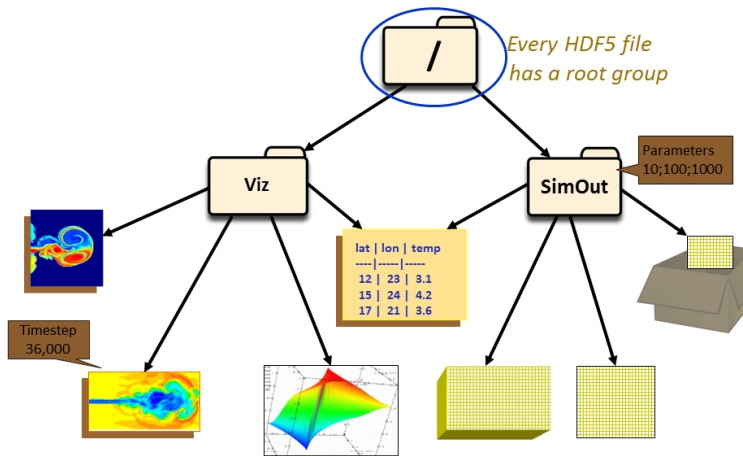 /
Every HDF5 file
has a root group
Viz
SimOut
Parameters
10;100;1000
lat | lon | temp
----|-----|-----
12 | 23 | 3.1
15 | 24 | 4.2
17 | 21 | 3.6
Timestep
36,000